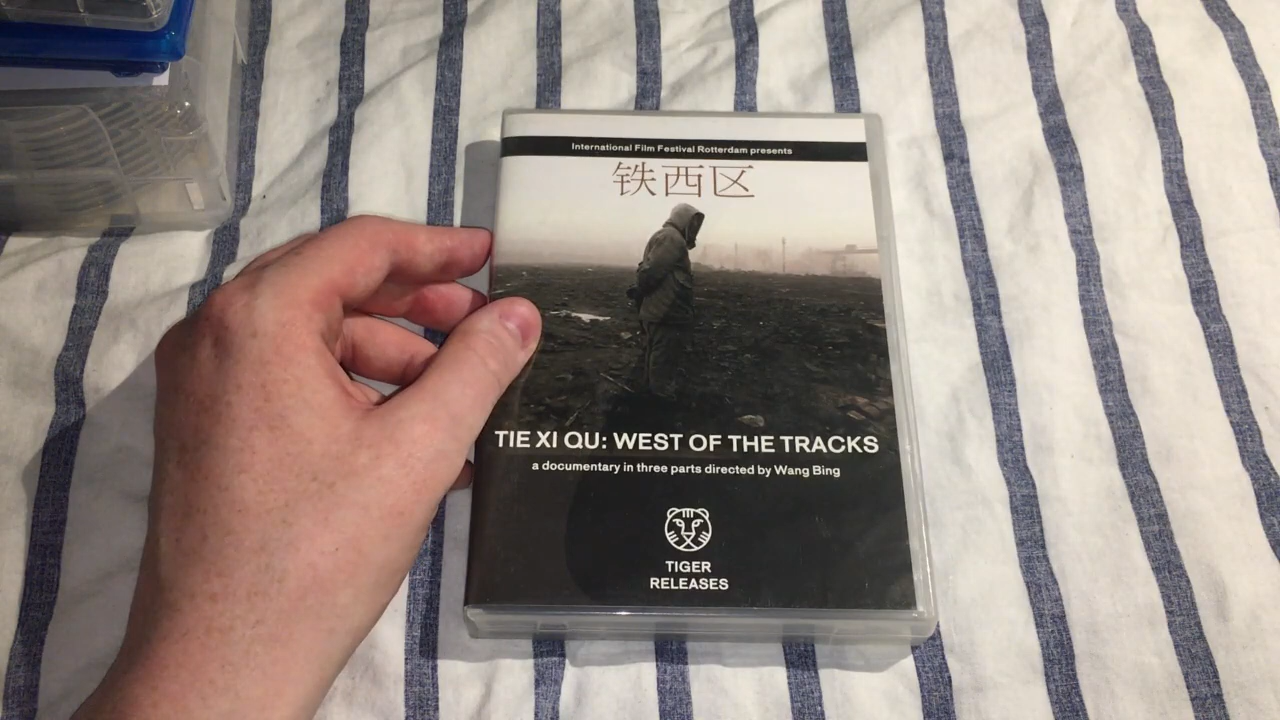 International Film Festival Rotterdam presents
铁西区
TIE XI QU: WEST OF THE TRACKS
a documentary in three parts directed by Wang Bing
TIGER
RELEASES